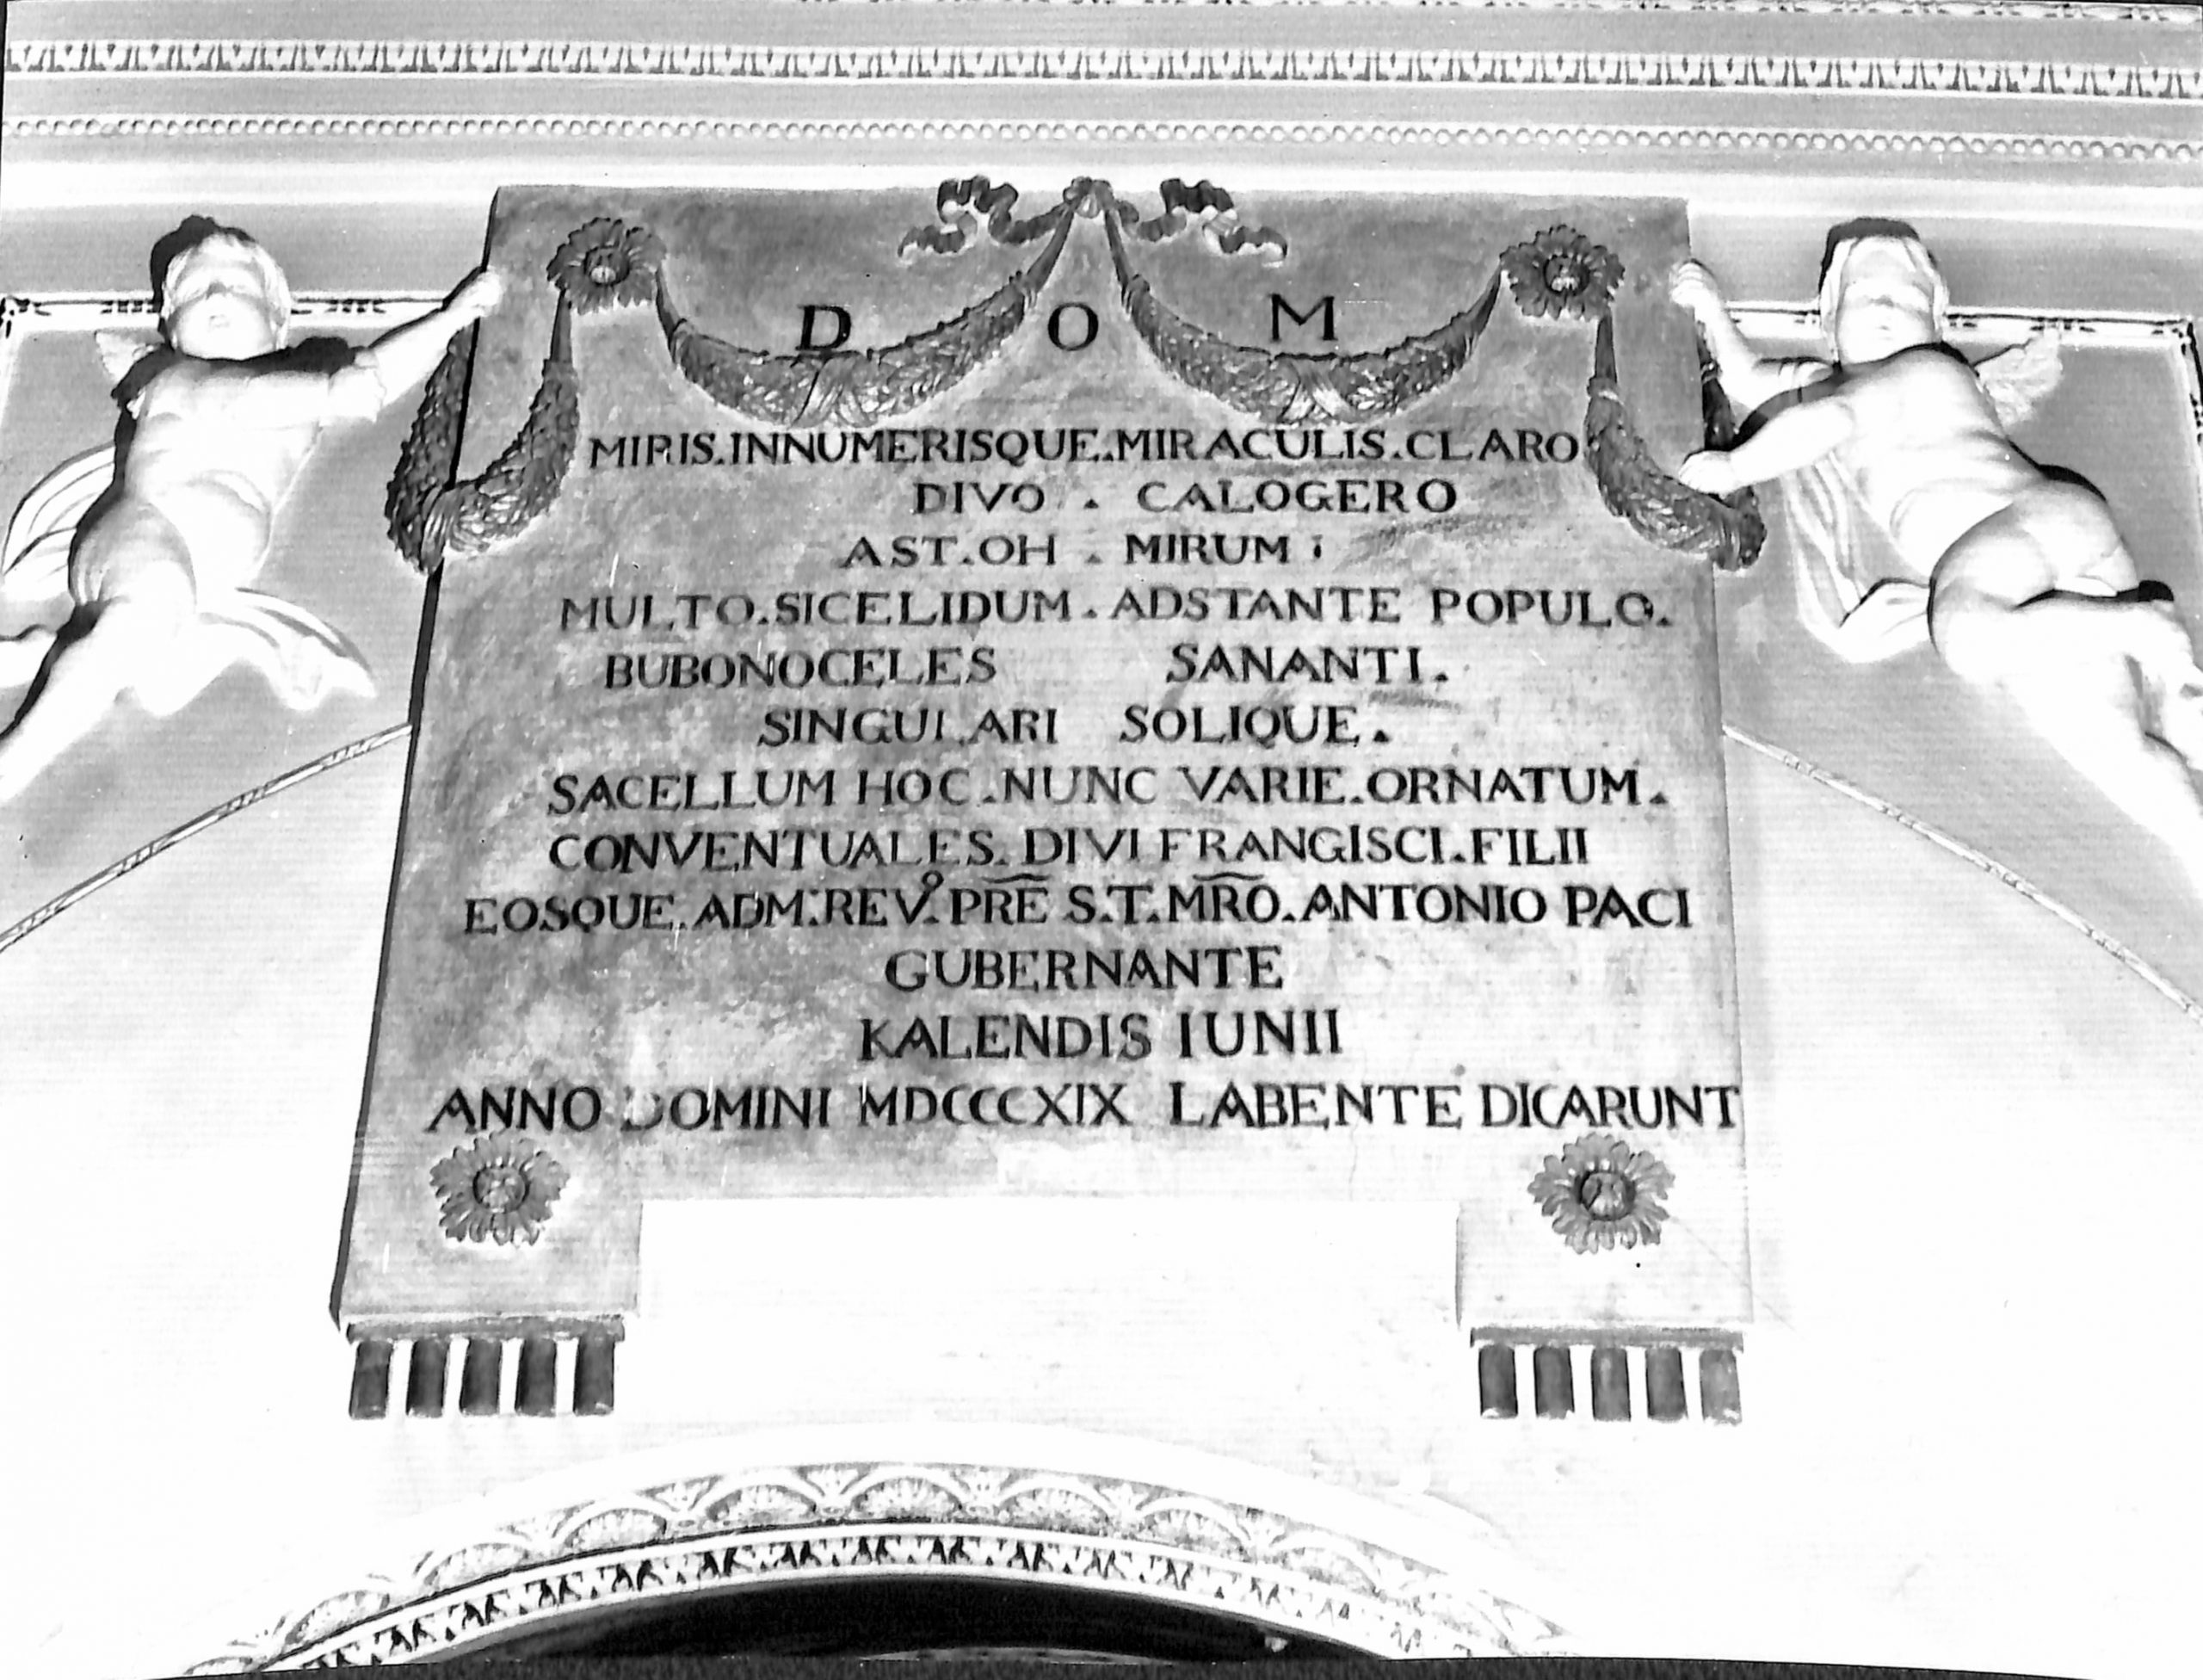 D O M
MIRIS.INNUMERISQUE.MIRACULIS.CLARO
DIVO . CALOGERO
AST.OH . MIRUM i
MULTO.SICELIDUM.ADSTANTE POPULO.
BUBONOCELES SANANTI.
SINGULARI SOLIQUE.
SACELLUM HOC.NUNC VARIE.ORNATUM.
CONVENTUALES.DIVI FRANGISCI.FILII
EOSQUE.ADM:REV:º PRE S.T.MRO.ANTONIO PACI
GUBERNANTE
KALENDIS IUNII
ANNO DOMINI MDCCCXIX LABENTE DICARUNT